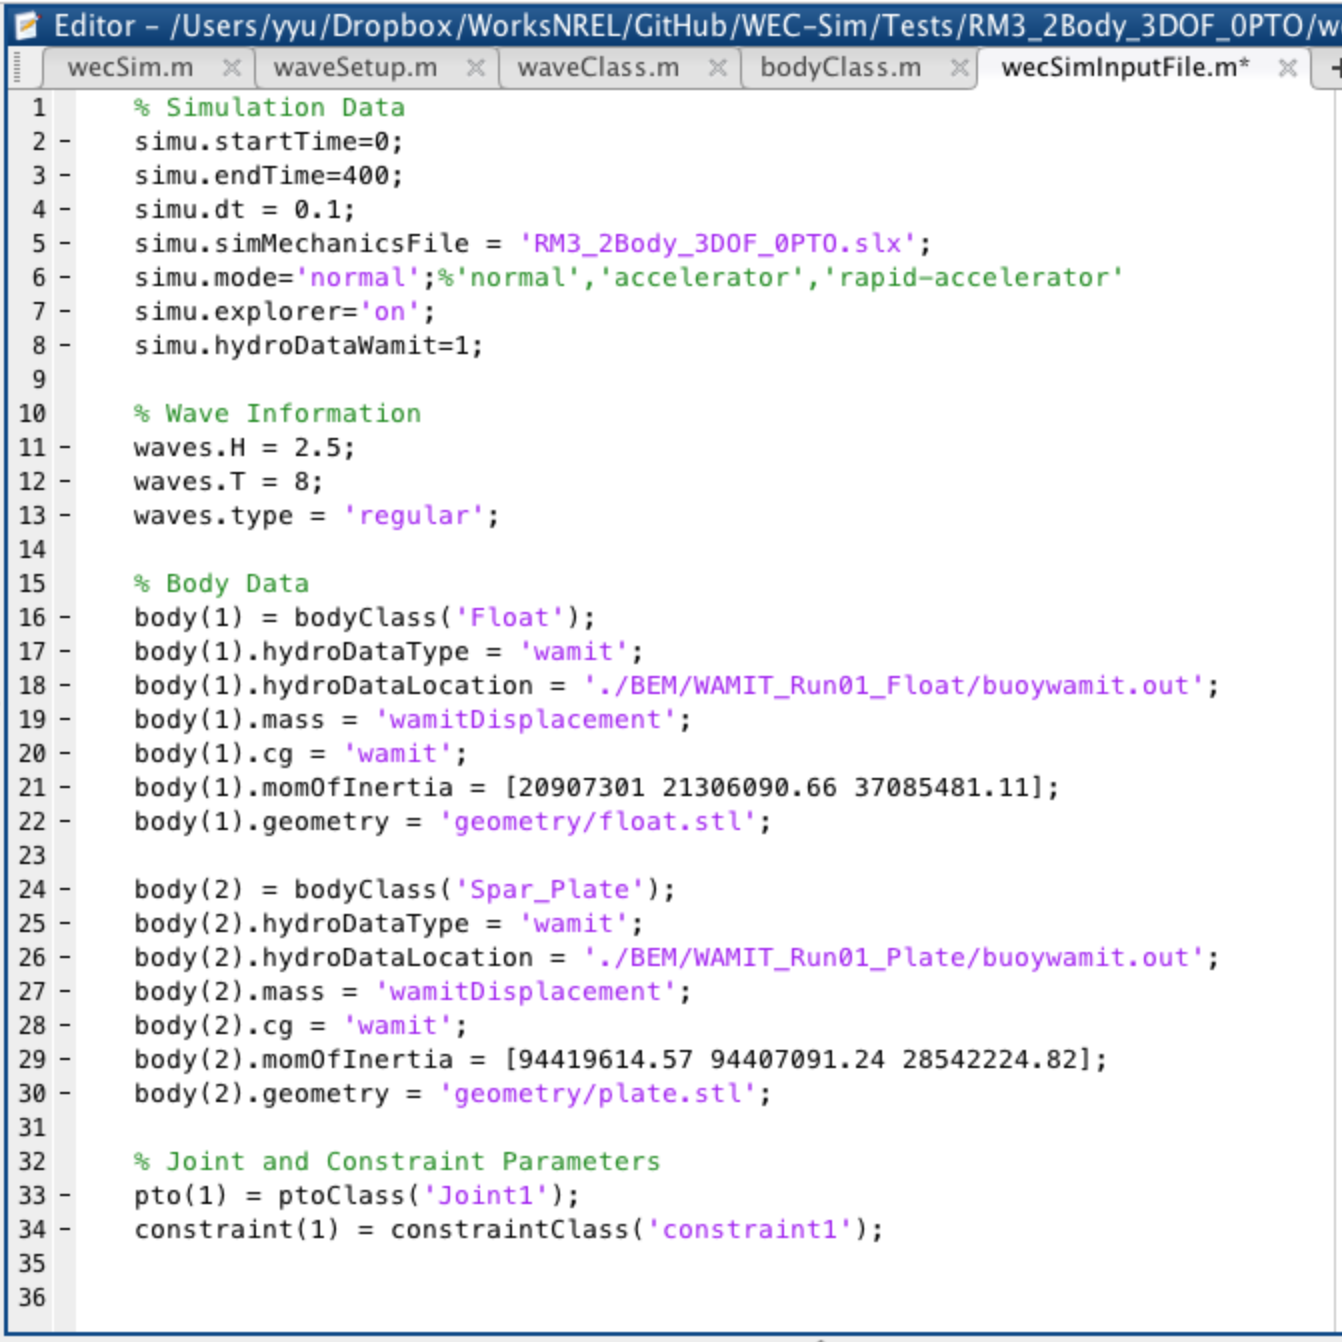 Editor - /Users/yyu/Dropbox/WorksNREL/GitHub/WEC-Sim/Tests/RM3_2Body_3DOF_0PTO/w
wecSim.m × waveSetup.m × waveClass.m × bodyClass.m × wecSimInputFile.m* × +
1 % Simulation Data
2 - simu.startTime=0;
3 - simu.endTime=400;
4 - simu.dt = 0.1;
5 - simu.simMechanicsFile = 'RM3_2Body_3DOF_0PTO.slx';
6 - simu.mode='normal';%'normal','accelerator','rapid-accelerator'
7 - simu.explorer='on';
8 - simu.hydroDataWamit=1;
9
10 % Wave Information
11 - waves.H = 2.5;
12 - waves.T = 8;
13 - waves.type = 'regular';
14
15 % Body Data
16 - body(1) = bodyClass('Float');
17 - body(1).hydroDataType = 'wamit';
18 - body(1).hydroDataLocation = './BEM/WAMIT_Run01_Float/buoywamit.out';
19 - body(1).mass = 'wamitDisplacement';
20 - body(1).cg = 'wamit';
21 - body(1).momOfInertia = [20907301 21306090.66 37085481.11];
22 - body(1).geometry = 'geometry/float.stl';
23
24 - body(2) = bodyClass('Spar_Plate');
25 - body(2).hydroDataType = 'wamit';
26 - body(2).hydroDataLocation = './BEM/WAMIT_Run01_Plate/buoywamit.out';
27 - body(2).mass = 'wamitDisplacement';
28 - body(2).cg = 'wamit';
29 - body(2).momOfInertia = [94419614.57 94407091.24 28542224.82];
30 - body(2).geometry = 'geometry/plate.stl';
31
32 % Joint and Constraint Parameters
33 - pto(1) = ptoClass('Joint1');
34 - constraint(1) = constraintClass('constraint1');
35
36